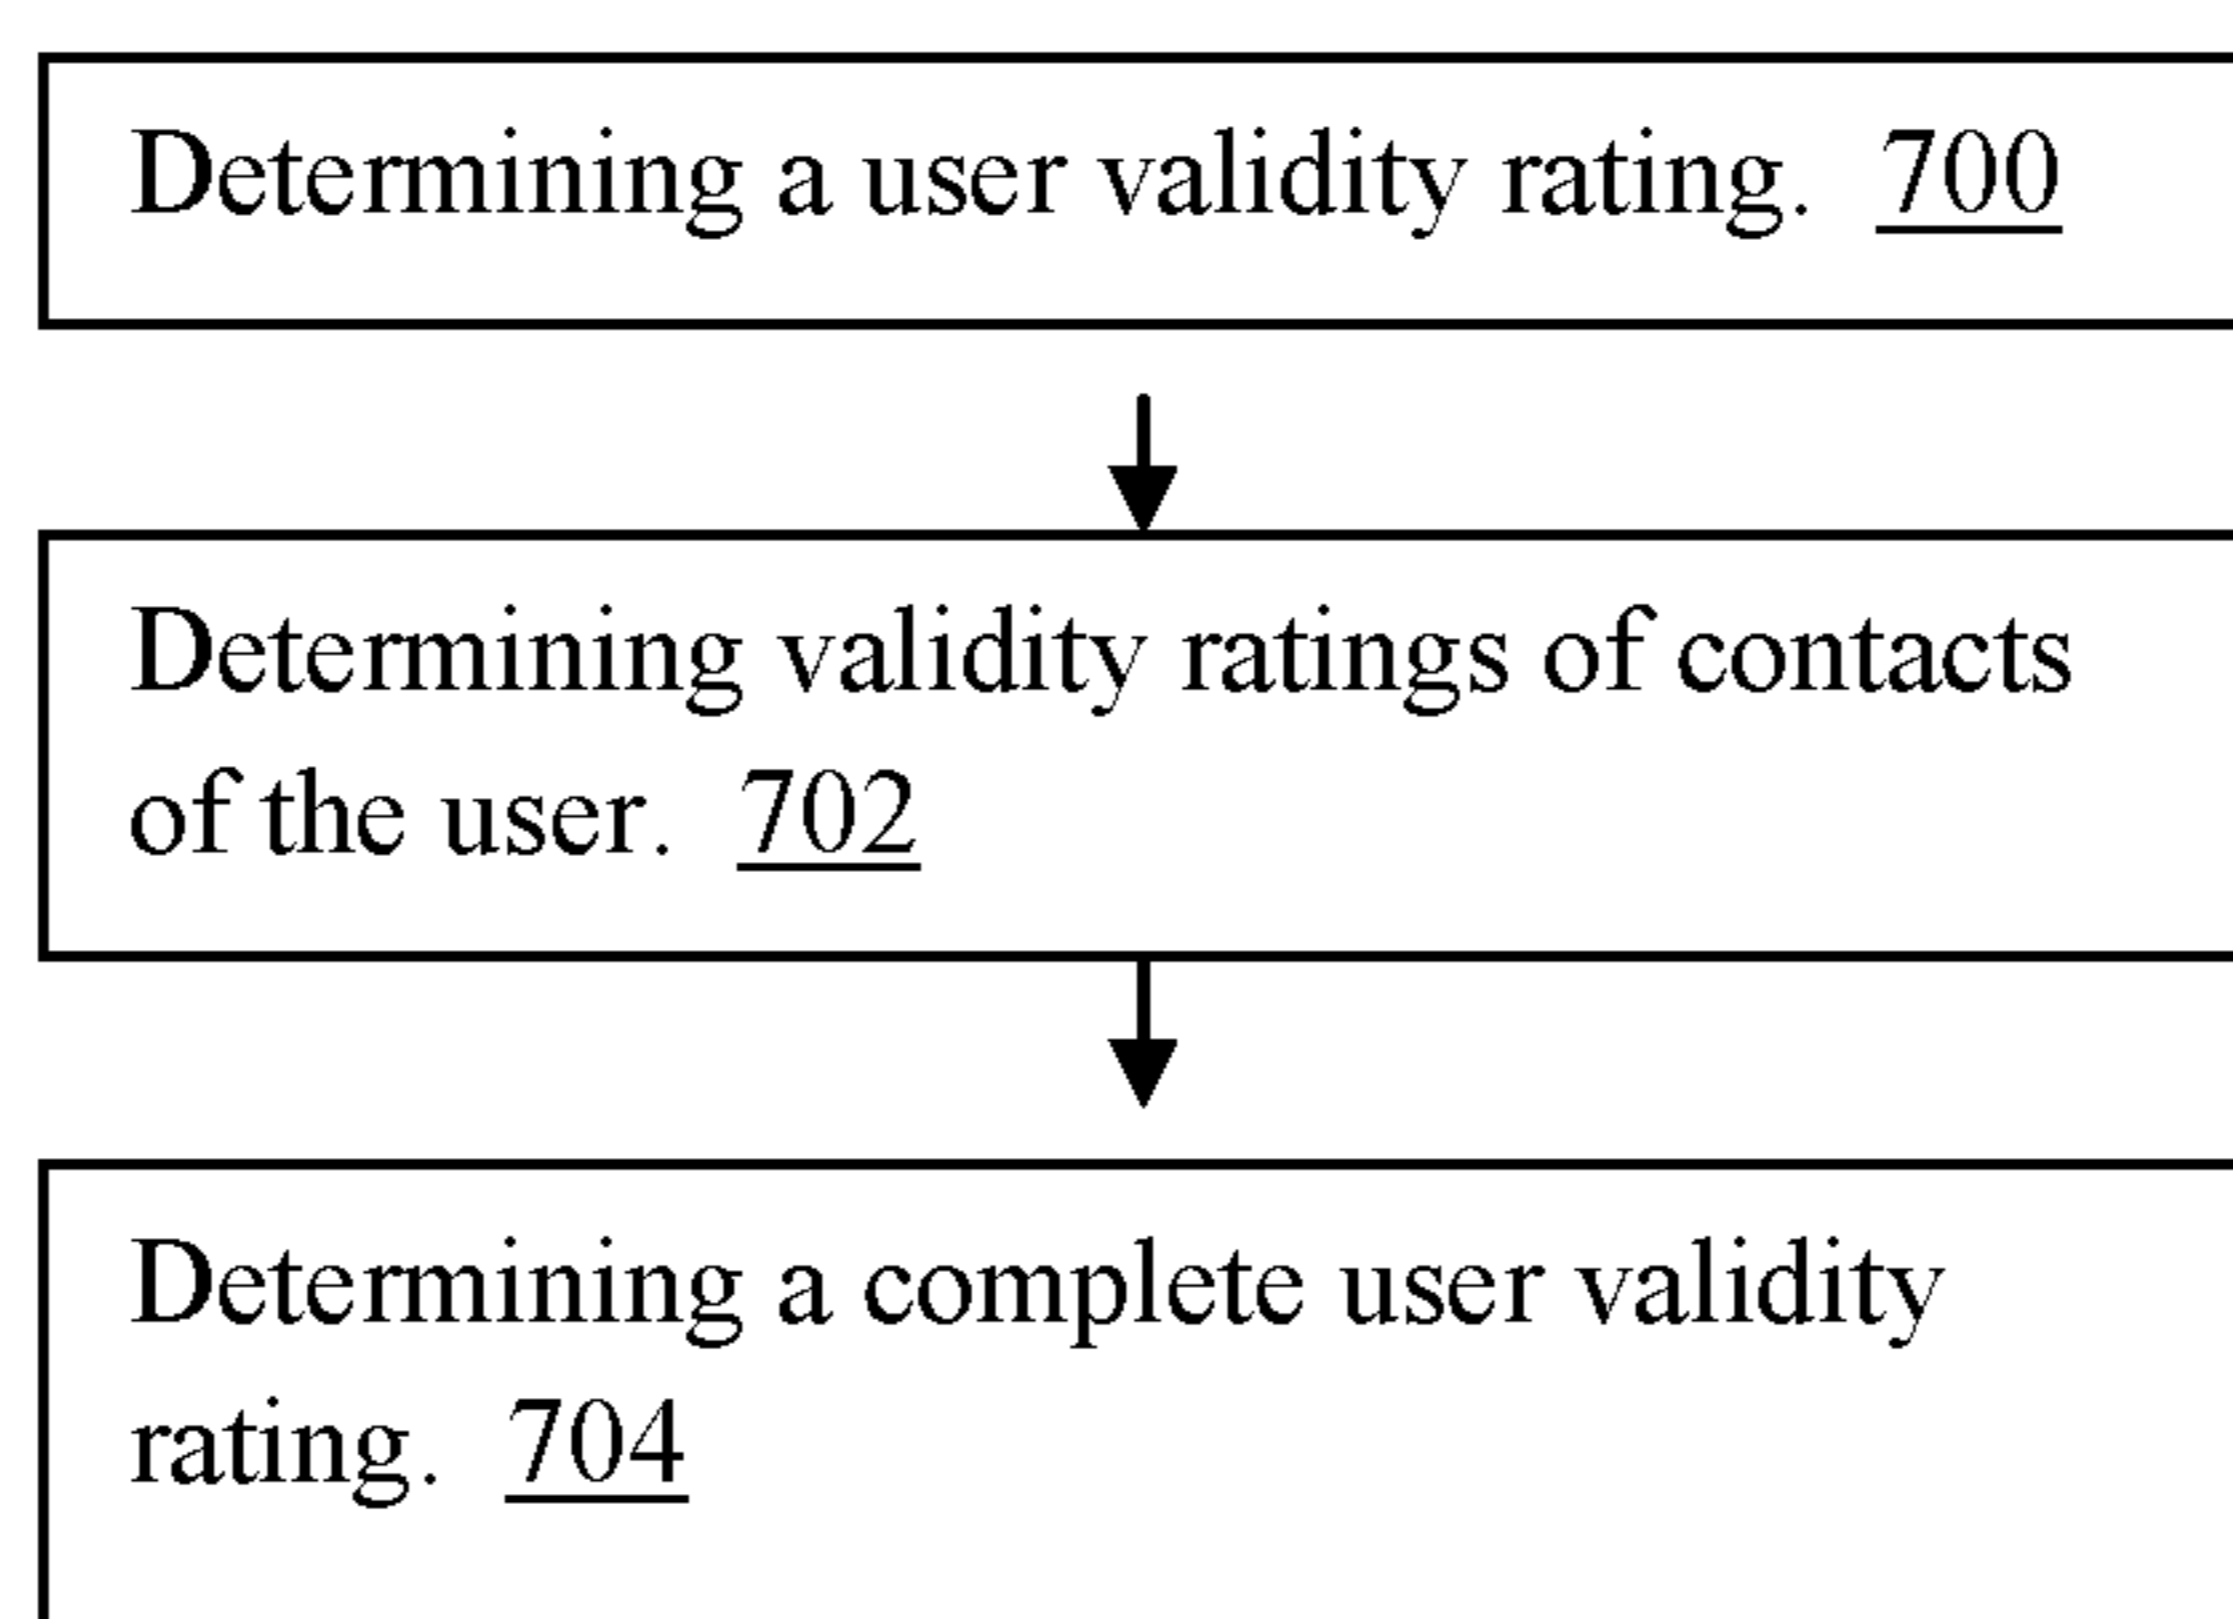 Determining a user validity rating. 700
Determining validity ratings of contacts
of the user. 702
Determining a complete user validity
rating. 704